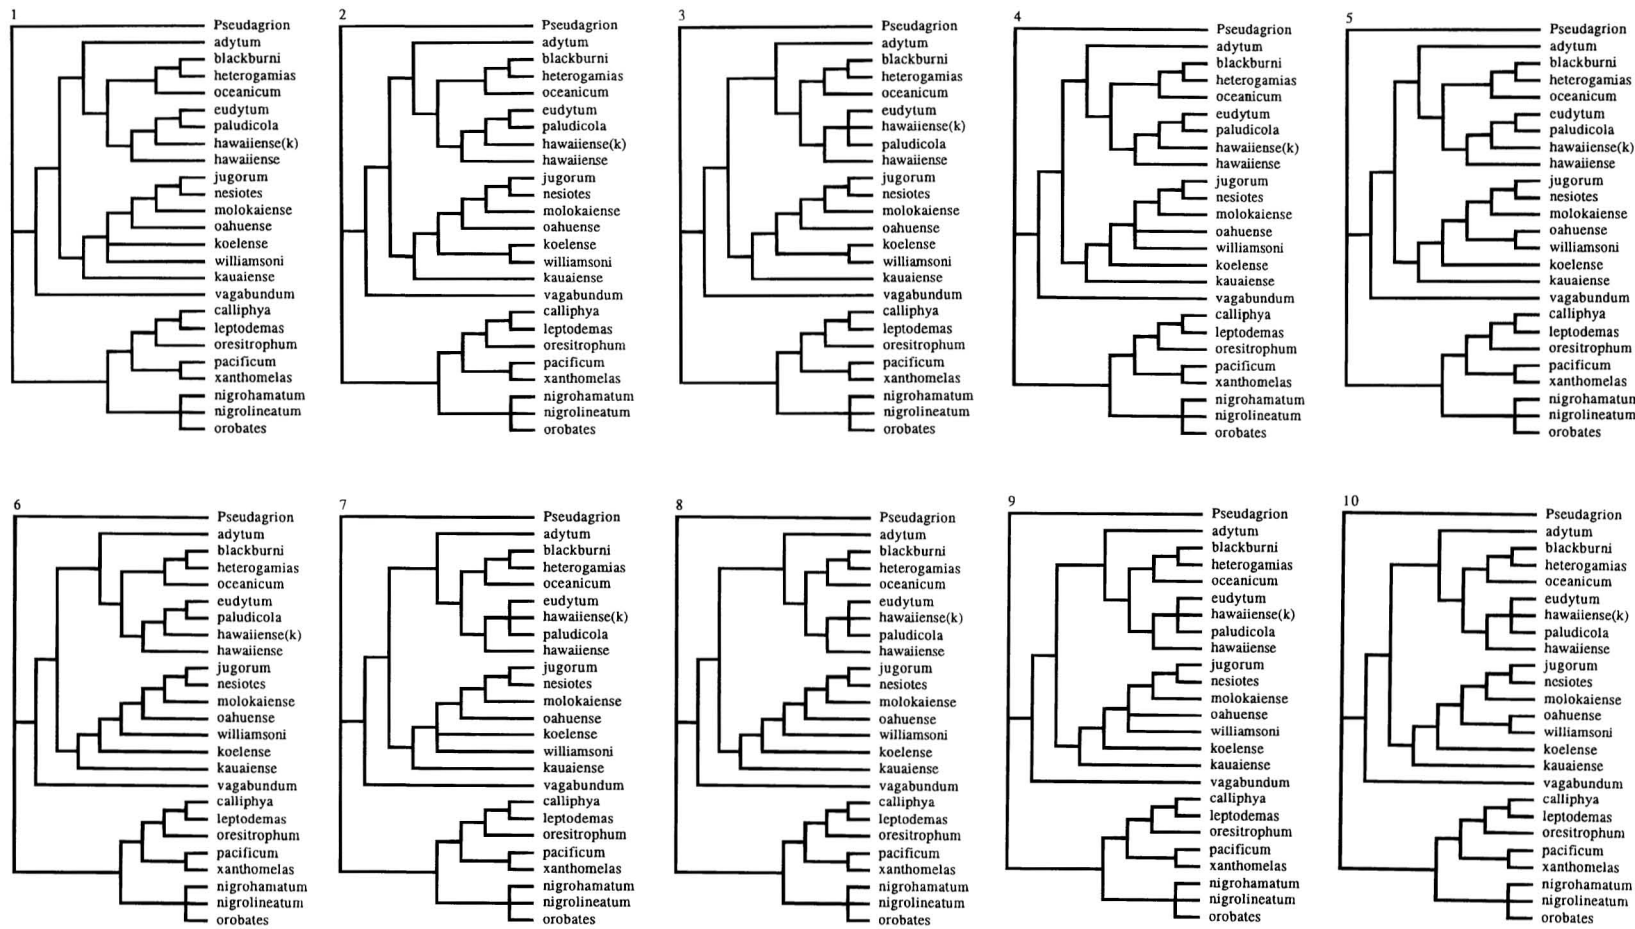 1
Pseudagrion
adytum
blackburni
heterogamias
oceanicum
eudytum
paludicola
hawaiiense(k)
hawaiiense
jugorum
nesiotes
molokaiense
oahuense
koelense
williamsoni
kauaiense
vagabundum
calliphya
leptodemas
oresitrophum
pacificum
xanthomelas
nigrohamatum
nigrolineatum
orobates
2
Pseudagrion
adytum
blackburni
heterogamias
oceanicum
eudytum
paludicola
hawaiiense(k)
hawaiiense
jugorum
nesiotes
molokaiense
oahuense
koelense
williamsoni
kauaiense
vagabundum
calliphya
leptodemas
oresitrophum
pacificum
xanthomelas
nigrohamatum
nigrolineatum
orobates
3
Pseudagrion
adytum
blackburni
heterogamias
oceanicum
eudytum
hawaiiense(k)
paludicola
hawaiiense
jugorum
nesiotes
molokaiense
oahuense
koelense
williamsoni
kauaiense
vagabundum
calliphya
leptodemas
oresitrophum
pacificum
xanthomelas
nigrohamatum
nigrolineatum
orobates
4
Pseudagrion
adytum
blackburni
heterogamias
oceanicum
eudytum
paludicola
hawaiiense(k)
hawaiiense
jugorum
nesiotes
molokaiense
oahuense
williamsoni
koelense
kauaiense
vagabundum
calliphya
leptodemas
oresitrophum
pacificum
xanthomelas
nigrohamatum
nigrolineatum
orobates
5
Pseudagrion
adytum
blackburni
heterogamias
oceanicum
eudytum
paludicola
hawaiiense(k)
hawaiiense
jugorum
nesiotes
molokaiense
oahuense
williamsoni
koelense
kauaiense
vagabundum
calliphya
leptodemas
oresitrophum
pacificum
xanthomelas
nigrohamatum
nigrolineatum
orobates
6
Pseudagrion
adytum
blackburni
heterogamias
oceanicum
eudytum
paludicola
hawaiiense(k)
hawaiiense
jugorum
nesiotes
molokaiense
oahuense
williamsoni
koelense
kauaiense
vagabundum
calliphya
leptodemas
oresitrophum
pacificum
xanthomelas
nigrohamatum
nigrolineatum
orobates
7
Pseudagrion
adytum
blackburni
heterogamias
oceanicum
eudytum
hawaiiense(k)
paludicola
hawaiiense
jugorum
nesiotes
molokaiense
oahuense
koelense
williamsoni
kauaiense
vagabundum
calliphya
leptodemas
oresitrophum
pacificum
xanthomelas
nigrohamatum
nigrolineatum
orobates
8
Pseudagrion
adytum
blackburni
heterogamias
oceanicum
eudytum
hawaiiense(k)
paludicola
hawaiiense
jugorum
nesiotes
molokaiense
oahuense
williamsoni
koelense
kauaiense
vagabundum
calliphya
leptodemas
oresitrophum
pacificum
xanthomelas
nigrohamatum
nigrolineatum
orobates
9
Pseudagrion
adytum
blackburni
heterogamias
oceanicum
eudytum
hawaiiense(k)
paludicola
hawaiiense
jugorum
nesiotes
molokaiense
oahuense
williamsoni
koelense
kauaiense
vagabundum
calliphya
leptodemas
oresitrophum
pacificum
xanthomelas
nigrohamatum
nigrolineatum
orobates
10
Pseudagrion
adytum
blackburni
heterogamias
oceanicum
eudytum
hawaiiense(k)
paludicola
hawaiiense
jugorum
nesiotes
molokaiense
oahuense
williamsoni
koelense
kauaiense
vagabundum
calliphya
leptodemas
oresitrophum
pacificum
xanthomelas
nigrohamatum
nigrolineatum
orobates